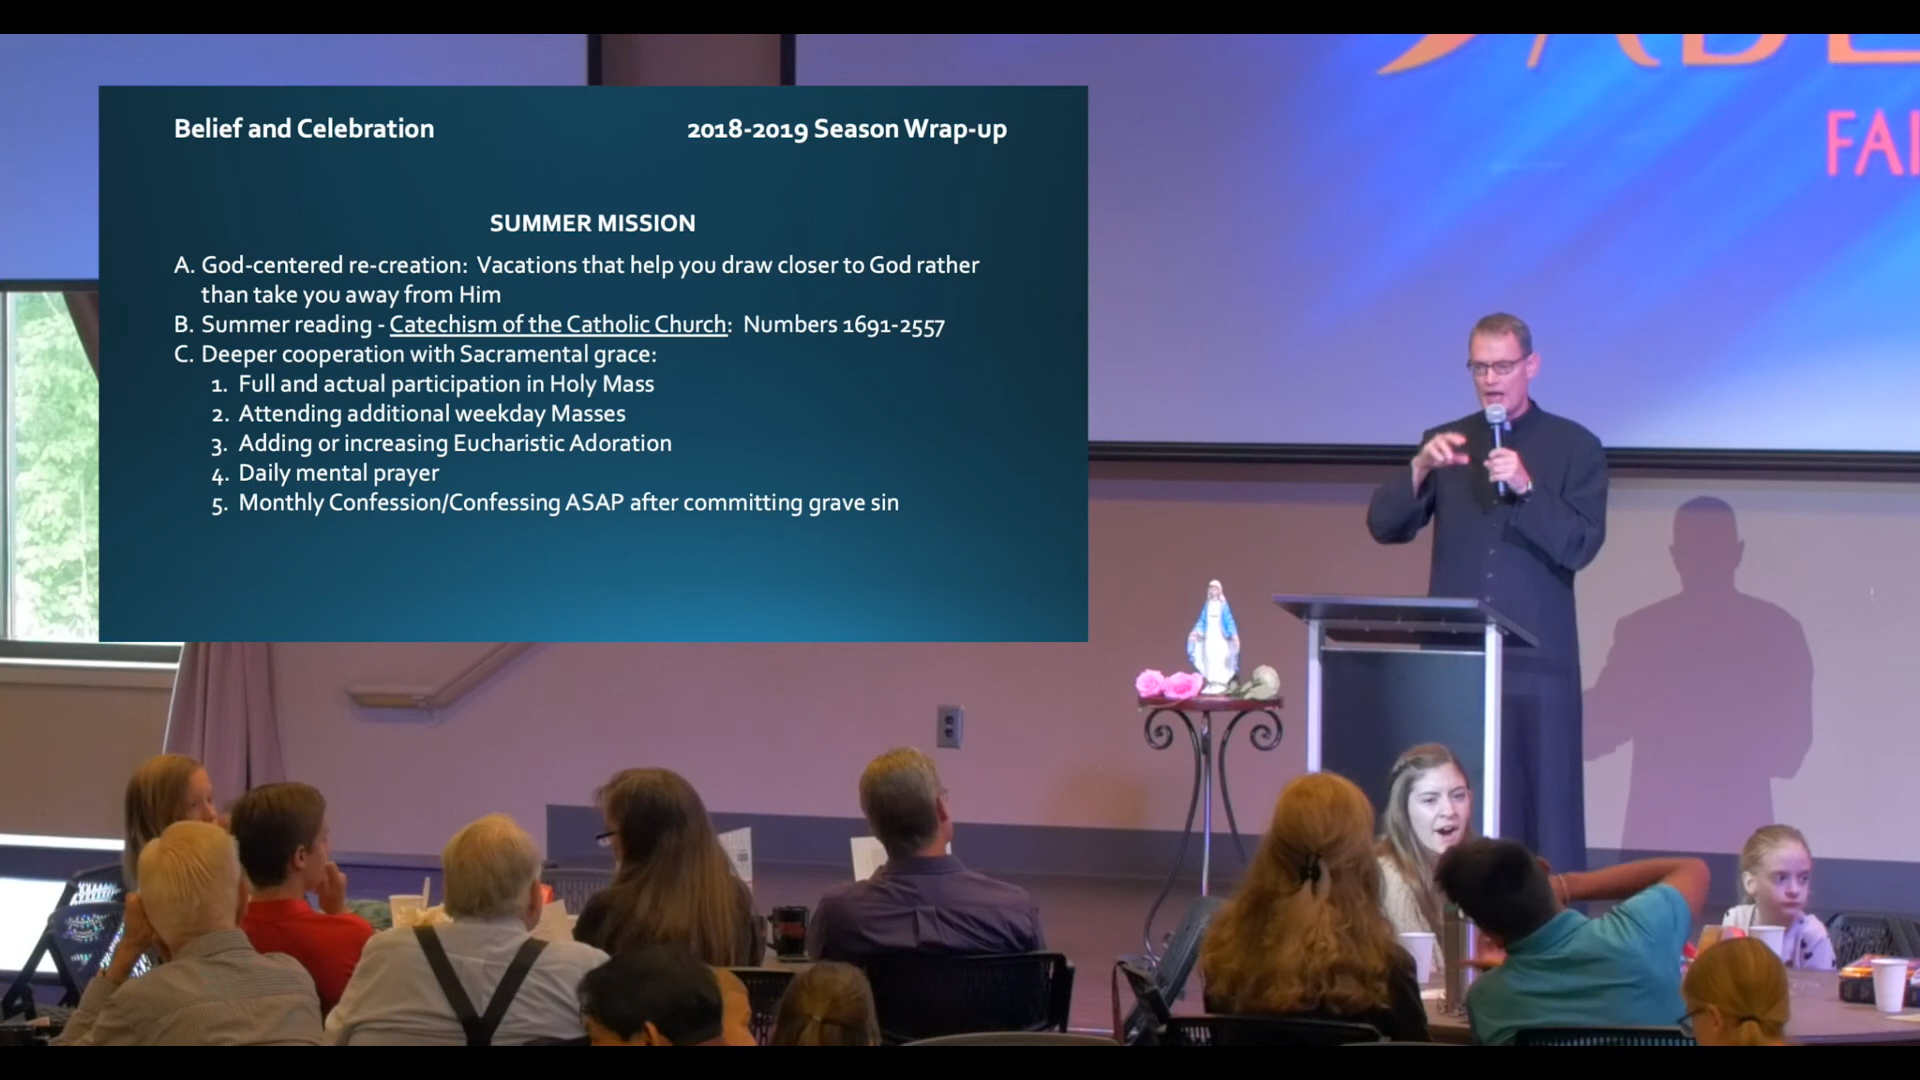 Belief and Celebration 2018-2019 Season Wrap-up
SUMMER MISSION
A. God-centered re-creation: Vacations that help you draw closer to God rather
than take you away from Him
B. Summer reading - Catechism of the Catholic Church: Numbers 1691-2557
C. Deeper cooperation with Sacramental grace:
1. Full and actual participation in Holy Mass
2. Attending additional weekday Masses
3. Adding or increasing Eucharistic Adoration
4. Daily mental prayer
5. Monthly Confession/Confessing ASAP after committing grave sin